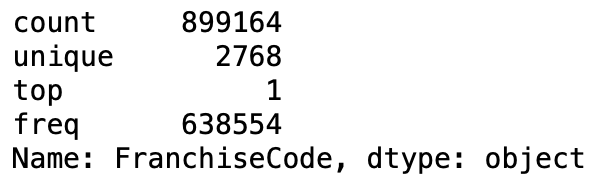 count     899164
unique      2768
top            1
freq      638554
Name: FranchiseCode, dtype: object